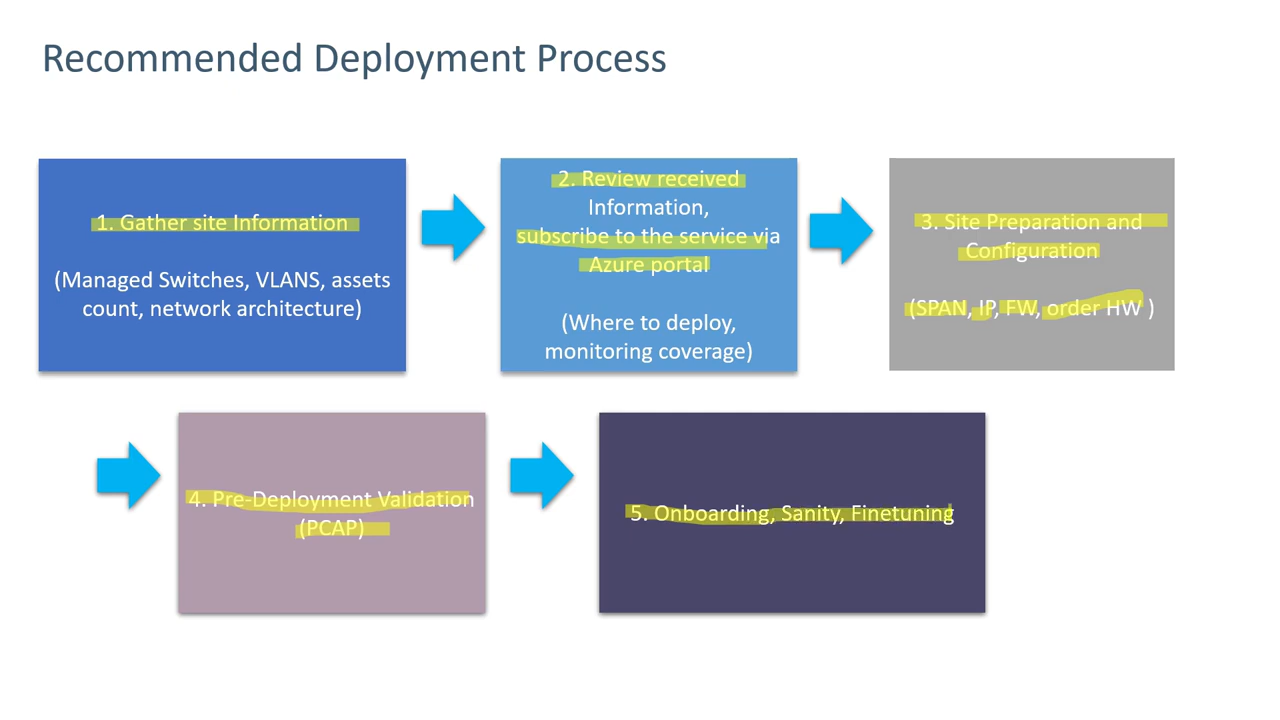 Recommended Deployment Process
1. Gather site Information
(Managed Switches, VLANS, assets
count, network architecture)
2. Review received
Information,
subscribe to the service via
Azure portal
(Where to deploy,
monitoring coverage)
3. Site Preparation and
Configuration
(SPAN, IP, FW, order HW )
4. Pre-Deployment Validation
(PCAP)
5. Onboarding, Sanity, Finetuning